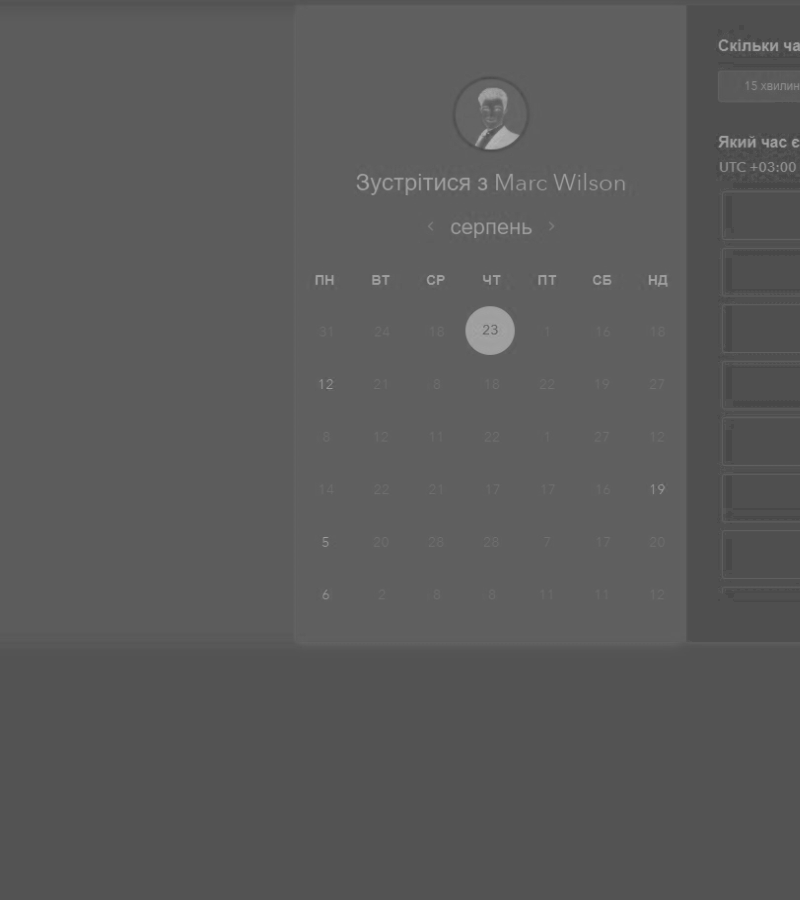 Скільки ча
15 хвилин
Який час є
UTC +03:00
Зустрітися з Marc Wilson
серпень
ПН ВТ СР ЧТ ПТ СБ НД
31 24 18 23 1 16 18
12 21 8 18 22 19 27
8 12 11 22 1 27 12
14 22 21 17 17 16 19
5 20 26 28 7 17 20
6 2 8 8 11 11 12